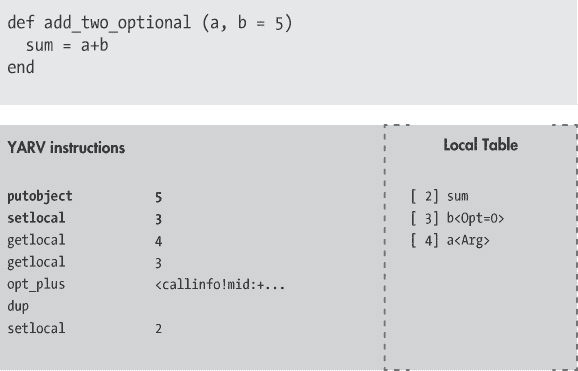 def add_two_optional (a, b = 5)
  sum = a+b
end
YARV instructions
putobject 5
setlocal 3
getlocal 4
getlocal 3
opt_plus <callinfo!mid:+...
dup
setlocal 2
Local Table
[ 2] sum
[ 3] b<Opt=0>
[ 4] a<Arg>